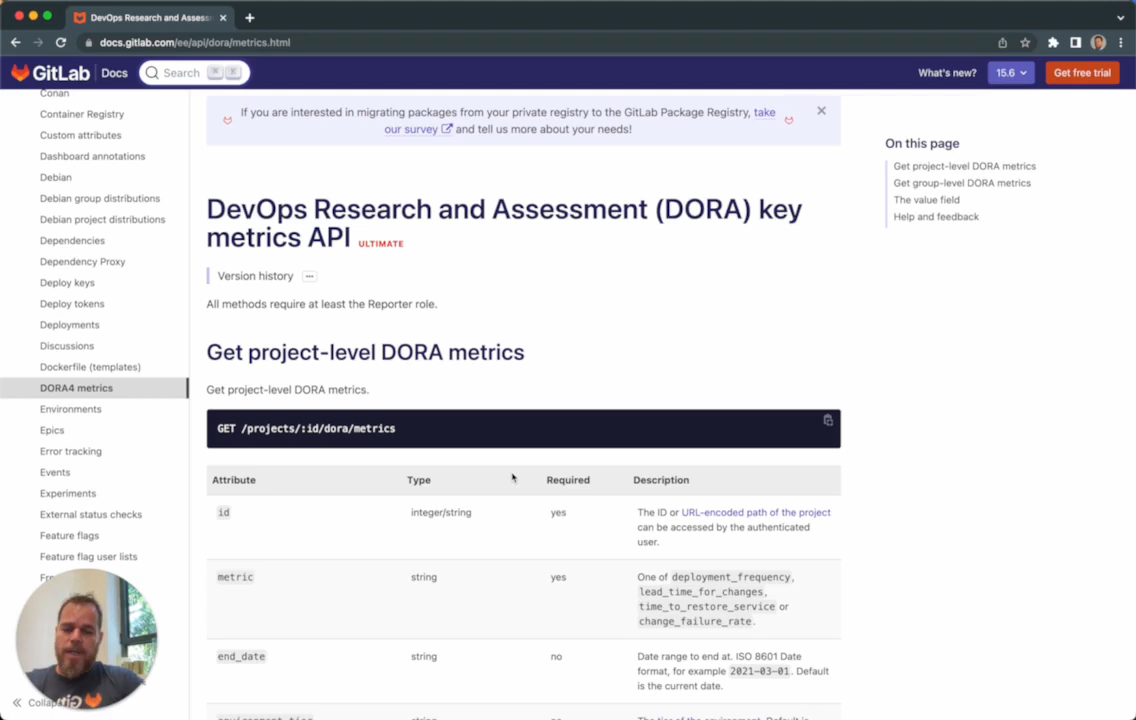 DevOps Research and Assess
docs.gitlab.com/ee/api/dora/metrics.html
GitLab Docs
Search
What's new?
15.6
Get free trial
Conan
Container Registry
Custom attributes
Dashboard annotations
Debian
Debian group distributions
Debian project distributions
Dependencies
Dependency Proxy
Deploy keys
Deploy tokens
Deployments
Discussions
Dockerfile (templates)
DORA4 metrics
Environments
Epics
Error tracking
Events
Experiments
External status checks
Feature flags
Feature flag user lists
Collap
If you are interested in migrating packages from your private registry to the GitLab Package Registry, take
our survey and tell us more about your needs!
DevOps Research and Assessment (DORA) key
metrics API ULTIMATE
Version history
All methods require at least the Reporter role.
Get project-level DORA metrics
Get project-level DORA metrics.
GET /projects/:id/dora/metrics
Attribute Type Required Description
id integer/string yes The ID or URL-encoded path of the project
can be accessed by the authenticated
user.
metric string yes One of deployment_frequency,
lead_time_for_changes,
time_to_restore_service or
change_failure_rate.
end_date string no Date range to end at. ISO 8601 Date
format, for example 2021-03-01. Default
is the current date.
On this page
Get project-level DORA metrics
Get group-level DORA metrics
The value field
Help and feedback